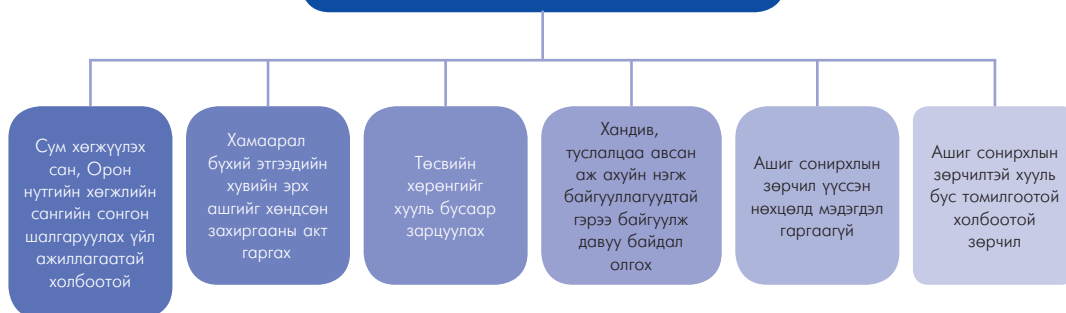 Сум хөгжүүлэх
сан, Орон
нутгийн хөгжлийн
сангийн сонгон
шалгаруулах үйл
ажиллагаатай
холбоотой
Хамаарал
бүхий этгээдийн
хувийн эрх
ашгийг хөндсөн
захиргааны акт
гаргах
Төсвийн
хөрөнгийг
хууль бусаар
зарцуулах
Хандив,
туслалцаа авсан
аж ахуйн нэгж
байгууллагуудтай
гэрээ байгуулж
давуу байдал
олгох
Ашиг сонирхлын
зөрчил үүссэн
нөхцөлд мэдэгдэл
гаргаагүй
Ашиг сонирхлын
зөрчилтэй хууль
бус томилгоотой
холбоотой
зөрчил